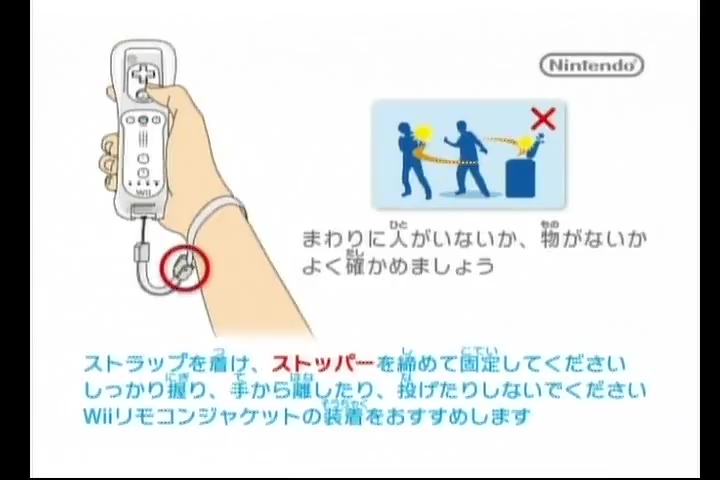 Nintendo
Wii
まわりに人がいないか、物がないか
よく確かめましょう
ストラップを着け、ストッパーを締めて固定してください
しっかり握り、手から離したり、投げたりしないでください
Wiiリモコンジャケットの装着をおすすめします